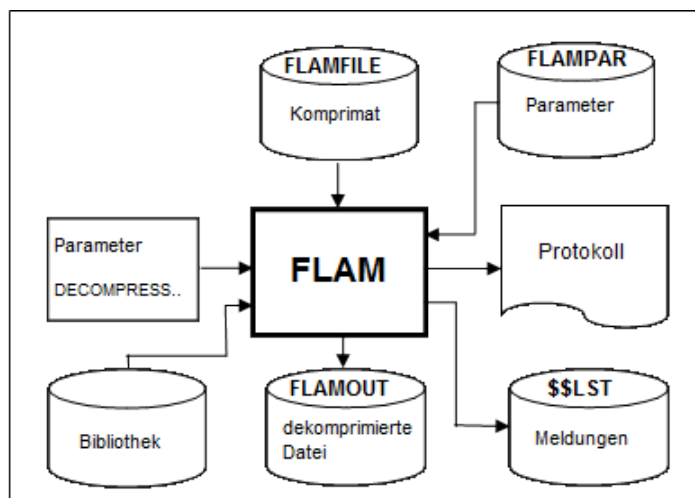 FLAMFILE
Komprimat
FLAMPAR
Parameter
Parameter
DECOMPRESS..
FLAM
Protokoll
Bibliothek
FLAMOUT
dekomprimierte
Datei
$$LST
Meldungen